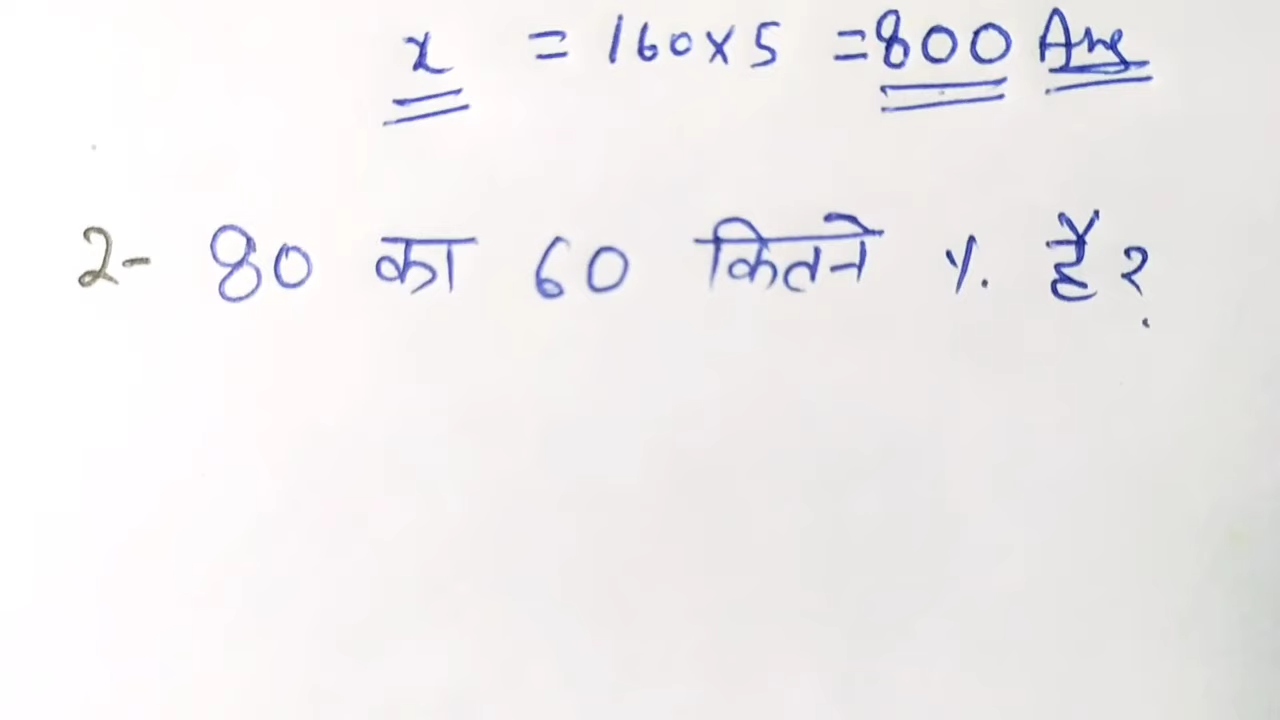 x = 160×5 = 800 Ans
2- 80 का 60 कितने % है?